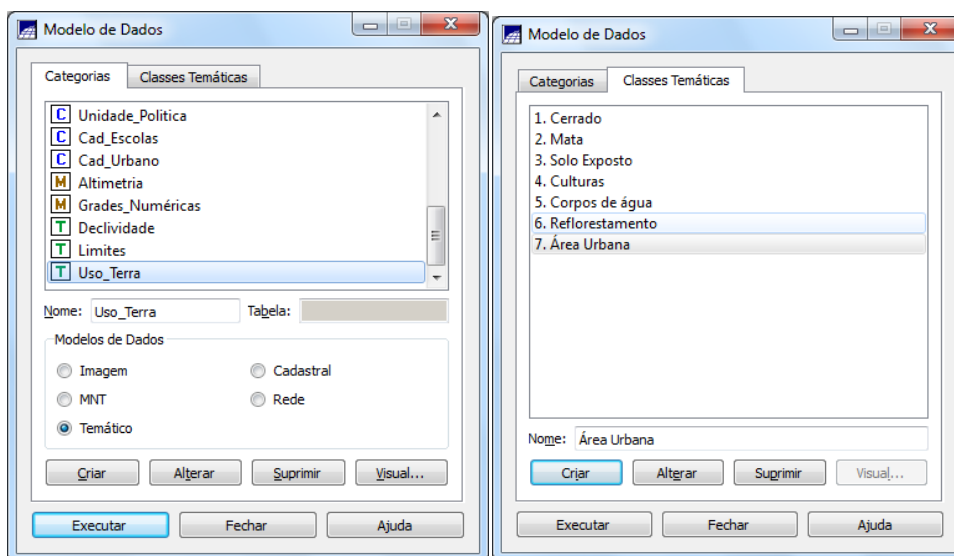 Modelo de Dados
Categorias Classes Temáticas
C Unidade_Politica
C Cad_Escolas
C Cad_Urbano
M Altimetria
M Grades_Numéricas
T Declividade
T Limites
T Uso_Terra
Nome: Uso_Terra Tabela:
Modelos de Dados
Imagem Cadastral
MNT Rede
Temático
Criar Alterar Suprimir Visual...
Executar Fechar Ajuda
Modelo de Dados
Categorias Classes Temáticas
1. Cerrado
2. Mata
3. Solo Exposto
4. Culturas
5. Corpos de água
6. Reflorestamento
7. Área Urbana
Nome: Área Urbana
Criar Alterar Suprimir Visual...
Executar Fechar Ajuda